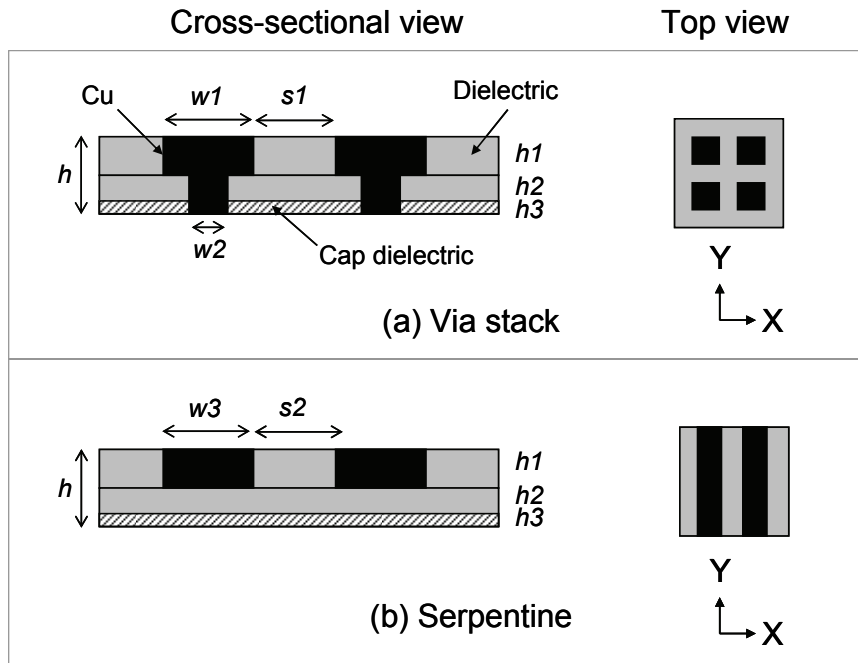 Cross-sectional view
Top view
Cu
w1
s1
Dielectric
h
h1
h2
h3
w2
Cap dielectric
Y
X
(a) Via stack
w3
s2
h
h1
h2
h3
Y
X
(b) Serpentine